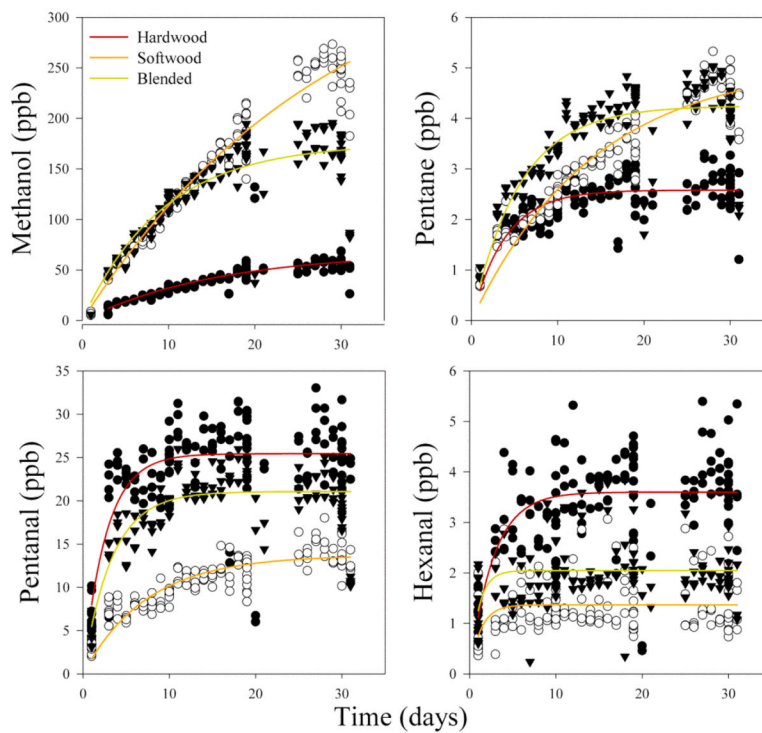 300
250
200
150
100
50
0
Methanol (ppb)
Hardwood
Softwood
Blended
0 10 20 30
6
5
4
3
2
1
0
Pentane (ppb)
0 10 20 30
35
30
25
20
15
10
5
0
Pentanal (ppb)
0 10 20 30
6
5
4
3
2
1
0
Hexanal (ppb)
0 10 20 30
Time (days)